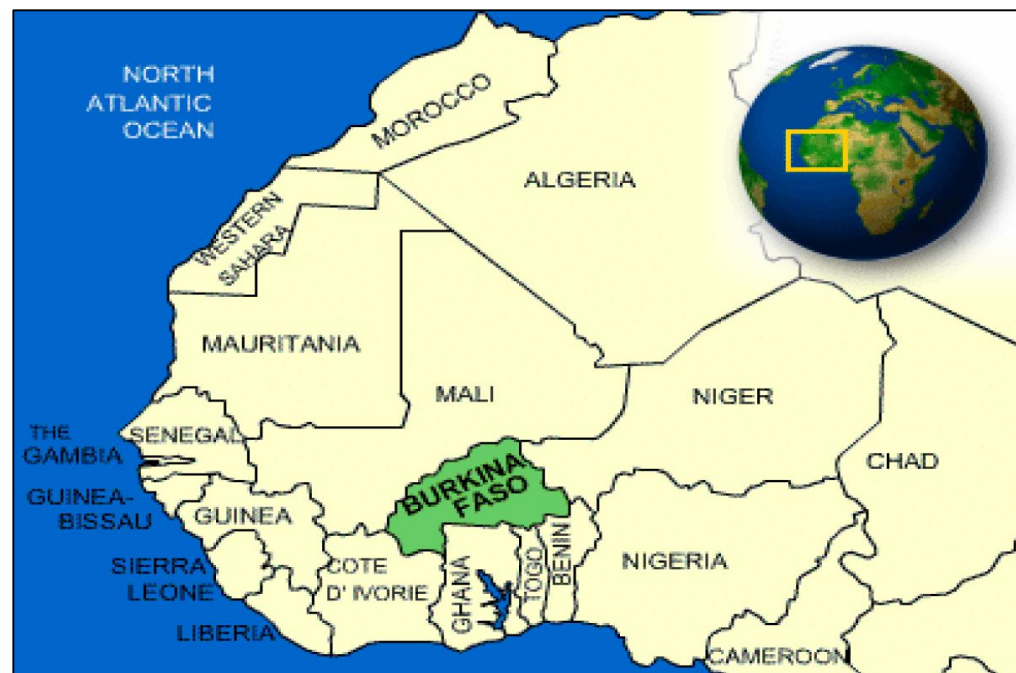 NORTH
ATLANTIC
OCEAN
MOROCCO
ALGERIA
WESTERN
SAHARA
MAURITANIA
MALI
NIGER
CHAD
THE
GAMBIA
SENEGAL
GUINEA-
BISSAU
GUINEA
BURKINA
FASO
SIERRA
LEONE
COTE
D' IVORIE
LIBERIA
GHANA
TOGO
BENIN
NIGERIA
CAMEROON